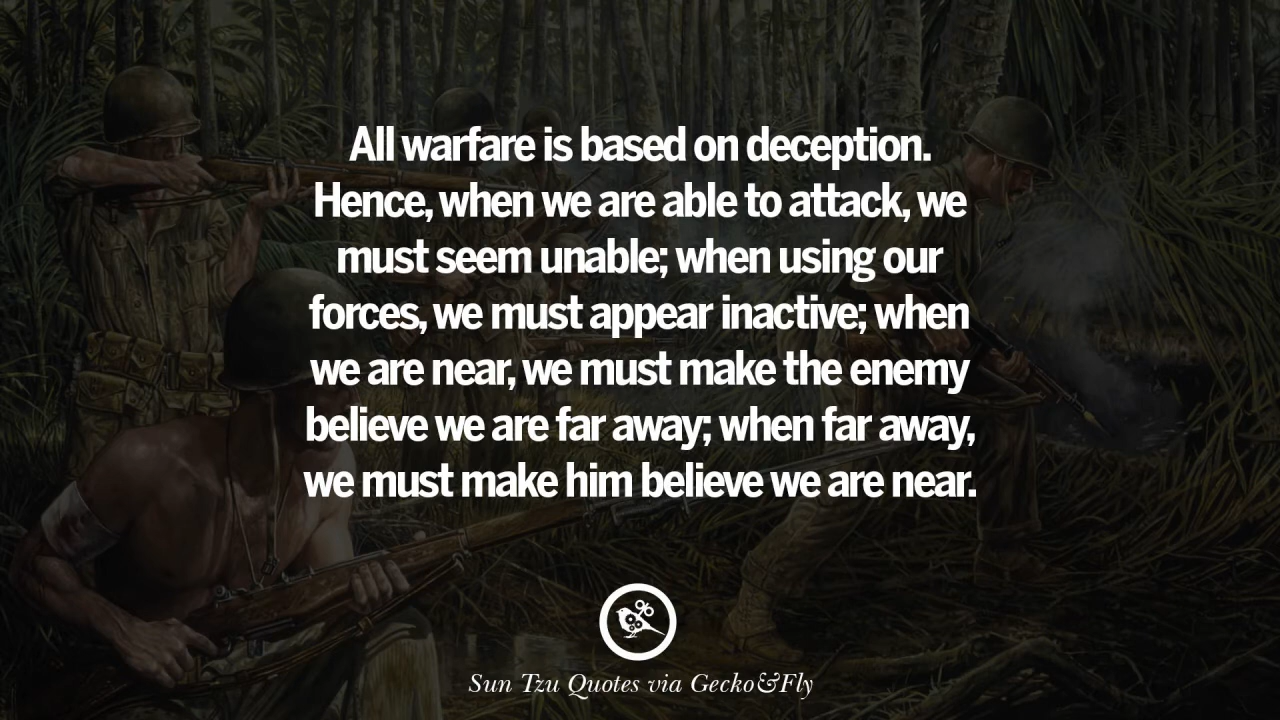 All warfare is based on deception.
Hence, when we are able to attack, we
must seem unable; when using our
forces, we must appear inactive; when
we are near, we must make the enemy
believe we are far away; when far away,
we must make him believe we are near.
Sun Tzu Quotes via Gecko&Fly